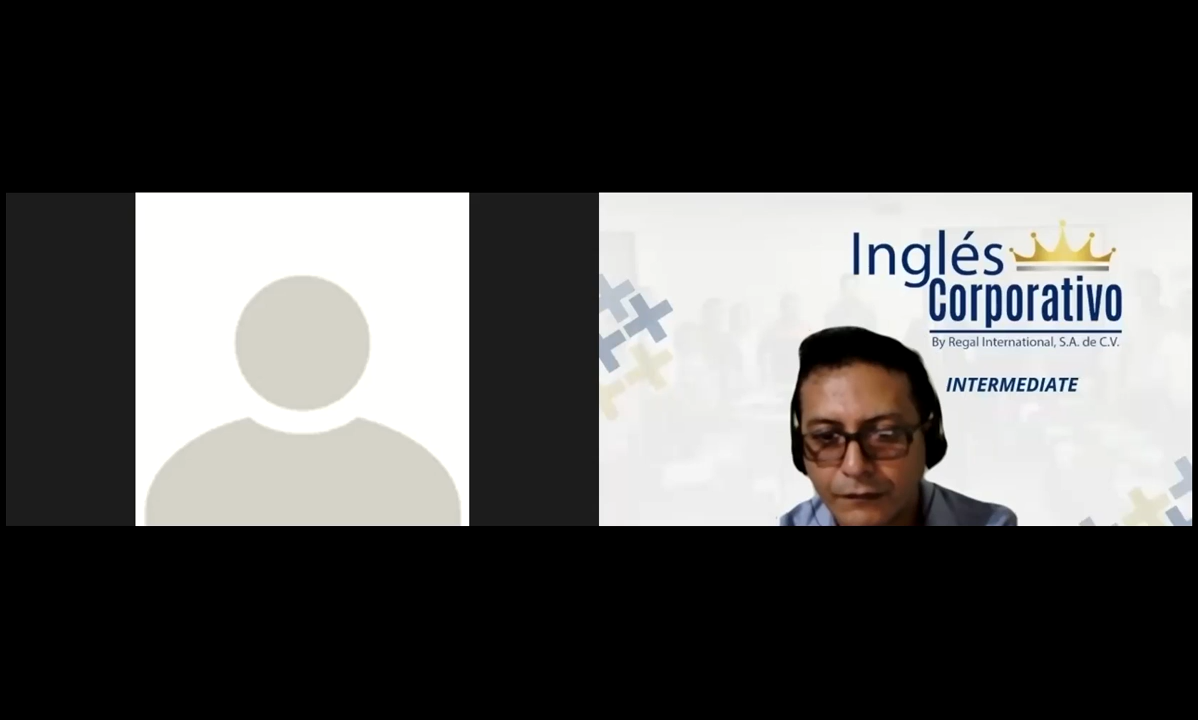 Inglés
Corporativo
By Regal International, S.A. de C.V.
INTERMEDIATE